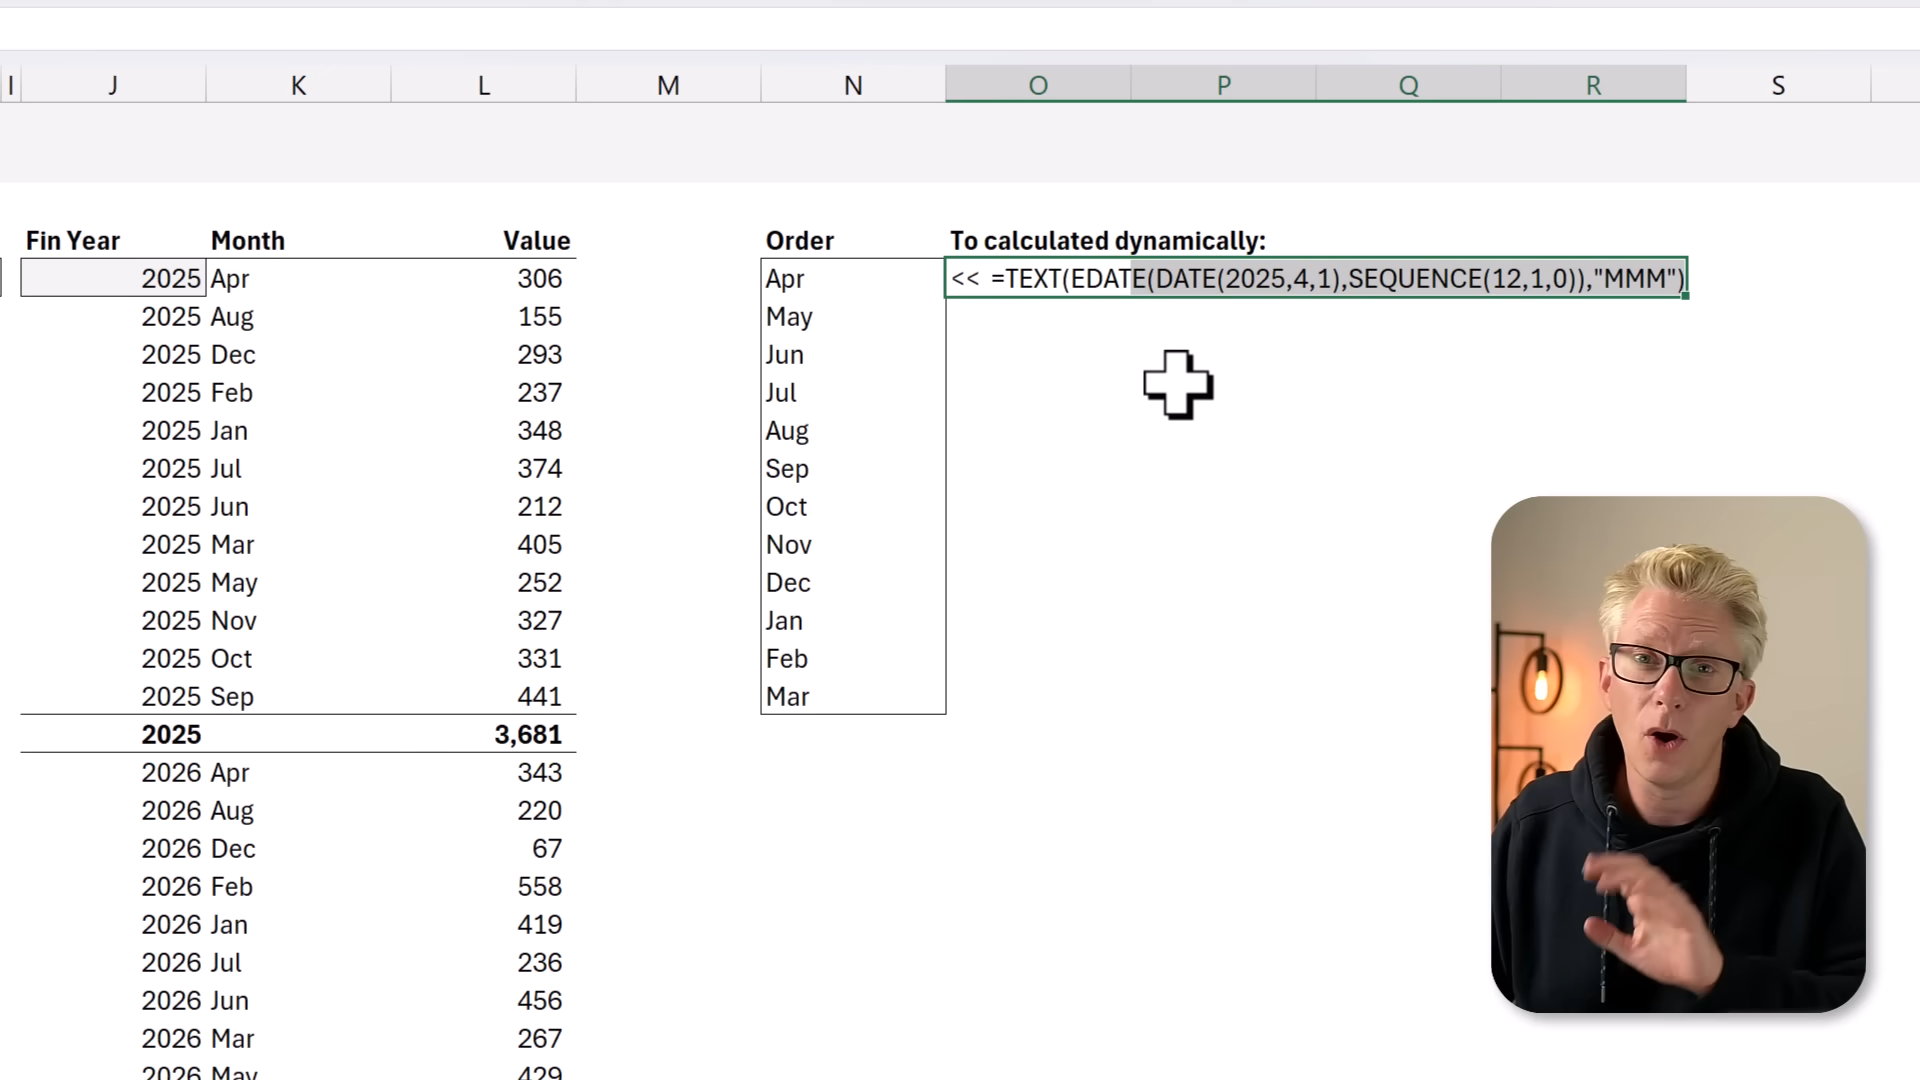 I J K L M N O P Q R S
Fin Year Month Value Order To calculated dynamically:
2025 Apr 306 Apr << =TEXT(EDATE(DATE(2025,4,1),SEQUENCE(12,1,0)),"MMM")
2025 Aug 155 May
2025 Dec 293 Jun
2025 Feb 237 Jul
2025 Jan 348 Aug
2025 Jul 374 Sep
2025 Jun 212 Oct
2025 Mar 405 Nov
2025 May 252 Dec
2025 Nov 327 Jan
2025 Oct 331 Feb
2025 Sep 441 Mar
2025 3,681
2026 Apr 343
2026 Aug 220
2026 Dec 67
2026 Feb 558
2026 Jan 419
2026 Jul 236
2026 Jun 456
2026 Mar 267
2026 May 429